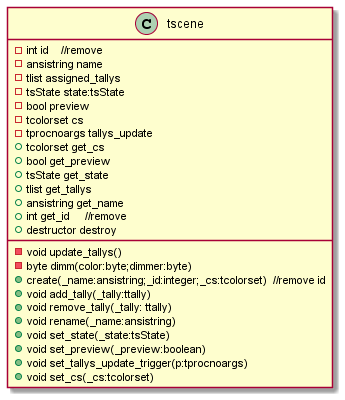 C tscene
int id //remove
ansistring name
tlist assigned_tallys
tsState state:tsState
bool preview
tcolorset cs
tprocnoargs tallys_update
tcolorset get_cs
bool get_preview
tsState get_state
tlist get_tallys
ansistring get_name
int get_id //remove
destructor destroy
void update_tallys()
byte dimm(color:byte;dimmer:byte)
create(_name:ansistring;_id:integer;_cs:tcolorset) //remove id
void add_tally(_tally:ttally)
void remove_tally(_tally: ttally)
void rename(_name:ansistring)
void set_state(_state:tsState)
void set_preview(_preview:boolean)
void set_tallys_update_trigger(p:tprocnoargs)
void set_cs(_cs:tcolorset)